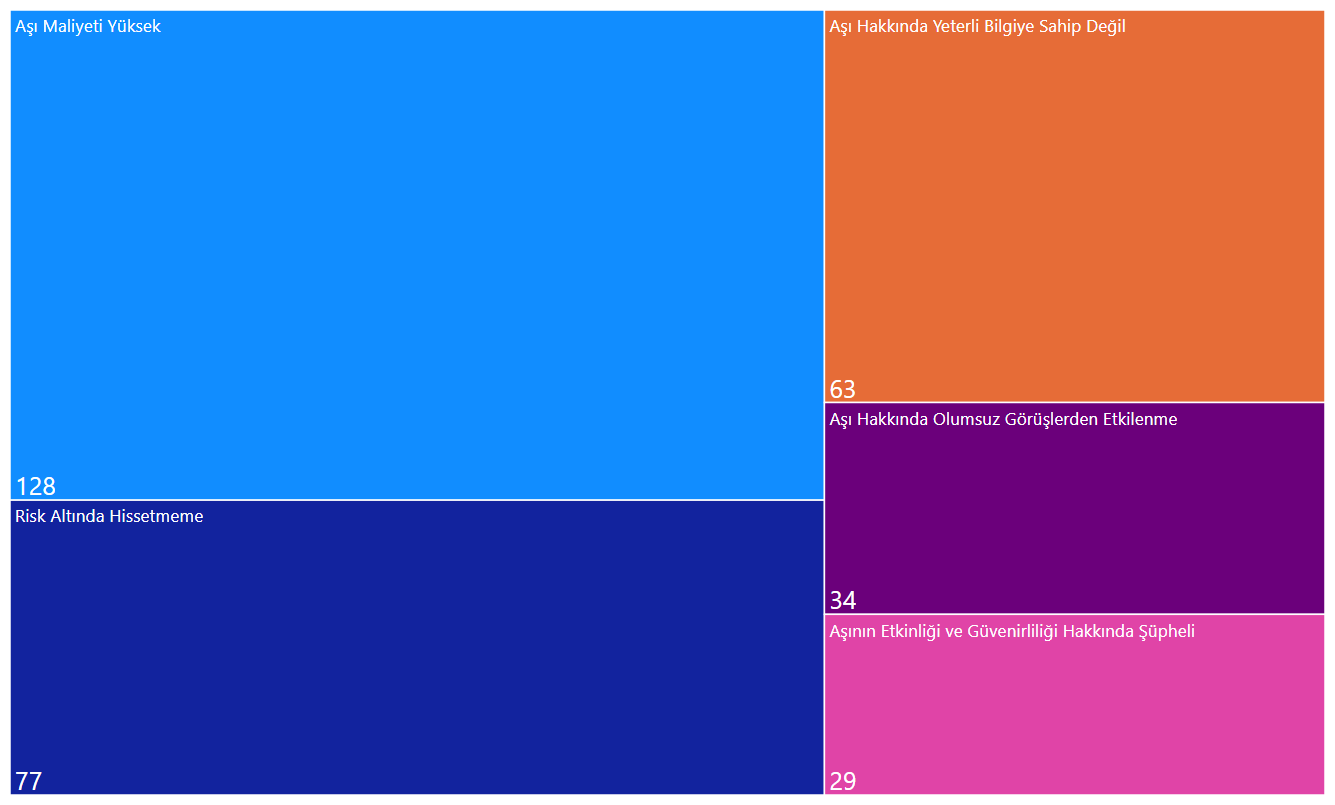 Aşı Maliyeti Yüksek
128
Risk Altında Hissetmeme
77
Aşı Hakkında Yeterli Bilgiye Sahip Değil
63
Aşı Hakkında Olumsuz Görüşlerden Etkilenme
34
Aşının Etkinliği ve Güvenirliliği Hakkında Şüpheli
29